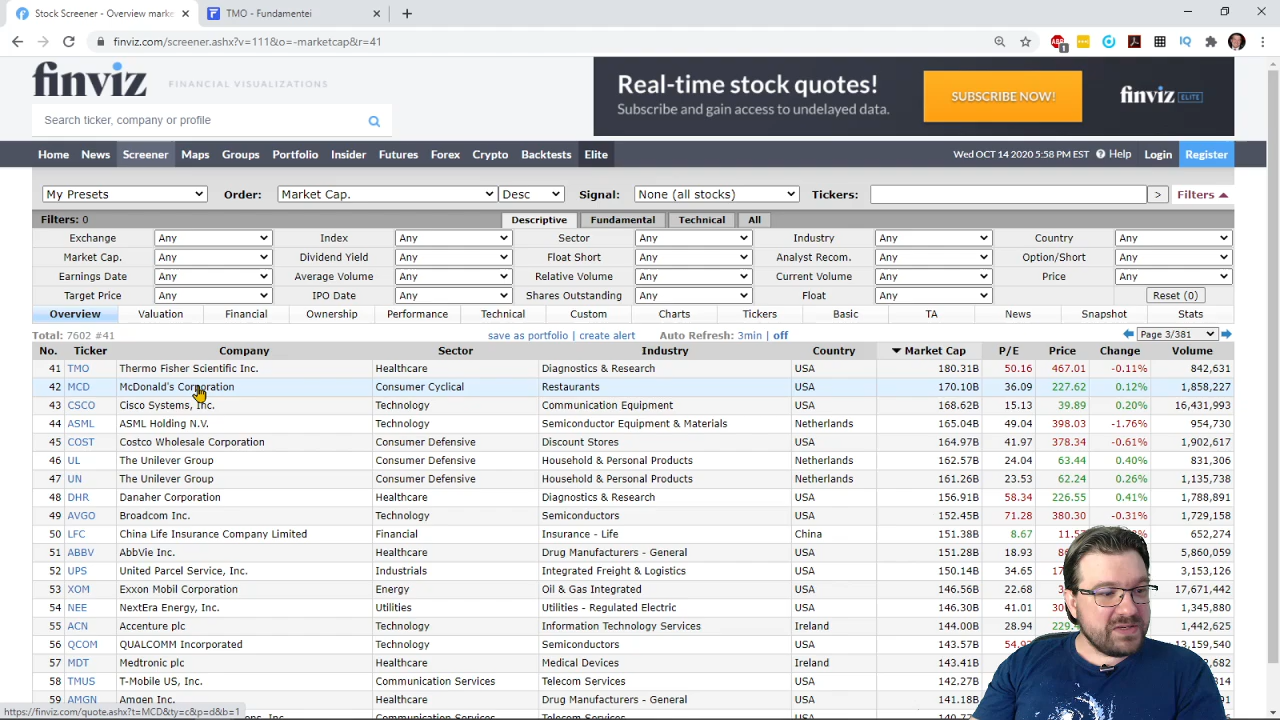 Stock Screener - Overview marke
TMO - Fundamentei
finviz.com/screener.ashx?v=111&o=-marketcap&r=41
finviz FINANCIAL VISUALIZATIONS
Search ticker, company or profile
Real-time stock quotes!
Subscribe and gain access to undelayed data.
SUBSCRIBE NOW!
finviz ELITE
Home News Screener Maps Groups Portfolio Insider Futures Forex Crypto Backtests Elite
Wed OCT 14 2020 5:58 PM EST Help Login Register
My Presets Order: Market Cap. Desc Signal: None (all stocks) Tickers: > Filters
Filters: 0 Descriptive Fundamental Technical All
Exchange Any Index Any Sector Any Industry Any Country Any
Market Cap. Any Dividend Yield Any Float Short Any Analyst Recom. Any Option/Short Any
Earnings Date Any Average Volume Any Relative Volume Any Current Volume Any Price Any
Target Price Any IPO Date Any Shares Outstanding Any Float Any Reset (0)
Overview Valuation Financial Ownership Performance Technical Custom Charts Tickers Basic TA News Snapshot Stats
Total: 7602 #41 save as portfolio | create alert Auto Refresh: 3min | off Page 3/381
No. Ticker Company Sector Industry Country Market Cap P/E Price Change Volume
41 TMO Thermo Fisher Scientific Inc. Healthcare Diagnostics & Research USA 180.31B 50.16 467.01 -0.11% 842,631
42 MCD McDonald's Corporation Consumer Cyclical Restaurants USA 170.10B 36.09 227.62 0.12% 1,858,227
43 CSCO Cisco Systems, Inc. Technology Communication Equipment USA 168.62B 15.13 39.89 0.20% 16,431,993
44 ASML ASML Holding N.V. Technology Semiconductor Equipment & Materials Netherlands 165.04B 49.04 398.03 -1.76% 954,730
45 COST Costco Wholesale Corporation Consumer Defensive Discount Stores USA 164.97B 41.97 378.34 -0.61% 1,902,617
46 UL The Unilever Group Consumer Defensive Household & Personal Products Netherlands 162.57B 24.04 63.44 0.40% 831,306
47 UN The Unilever Group Consumer Defensive Household & Personal Products Netherlands 161.26B 23.53 62.24 0.26% 1,135,738
48 DHR Danaher Corporation Healthcare Diagnostics & Research USA 156.91B 58.34 226.55 0.41% 1,788,891
49 AVGO Broadcom Inc. Technology Semiconductors USA 152.45B 71.28 380.30 -0.31% 1,729,158
50 LFC China Life Insurance Company Limited Financial Insurance - Life China 151.38B 8.67 652,274
51 ABBV AbbVie Inc. Healthcare Drug Manufacturers - General USA 151.28B 18.93 5,860,059
52 UPS United Parcel Service, Inc. Industrials Integrated Freight & Logistics USA 150.14B 34.65 3,153,126
53 XOM Exxon Mobil Corporation Energy Oil & Gas Integrated USA 146.56B 22.68 17,671,442
54 NEE NextEra Energy, Inc. Utilities Utilities - Regulated Electric USA 146.30B 41.01 1,345,880
55 ACN Accenture plc Technology Information Technology Services Ireland 144.00B 28.94 1,442,625
56 QCOM QUALCOMM Incorporated Technology Semiconductors USA 143.57B 13,159,540
57 MDT Medtronic plc Healthcare Medical Devices Ireland 143.41B
58 TMUS T-Mobile US, Inc. Communication Services Telecom Services USA 142.27B
59 AMGN Amgen Inc. Healthcare Drug Manufacturers - General USA 141.18B
https://finviz.com/quote.ashx?t=MCD&ty=c&p=d&b=1